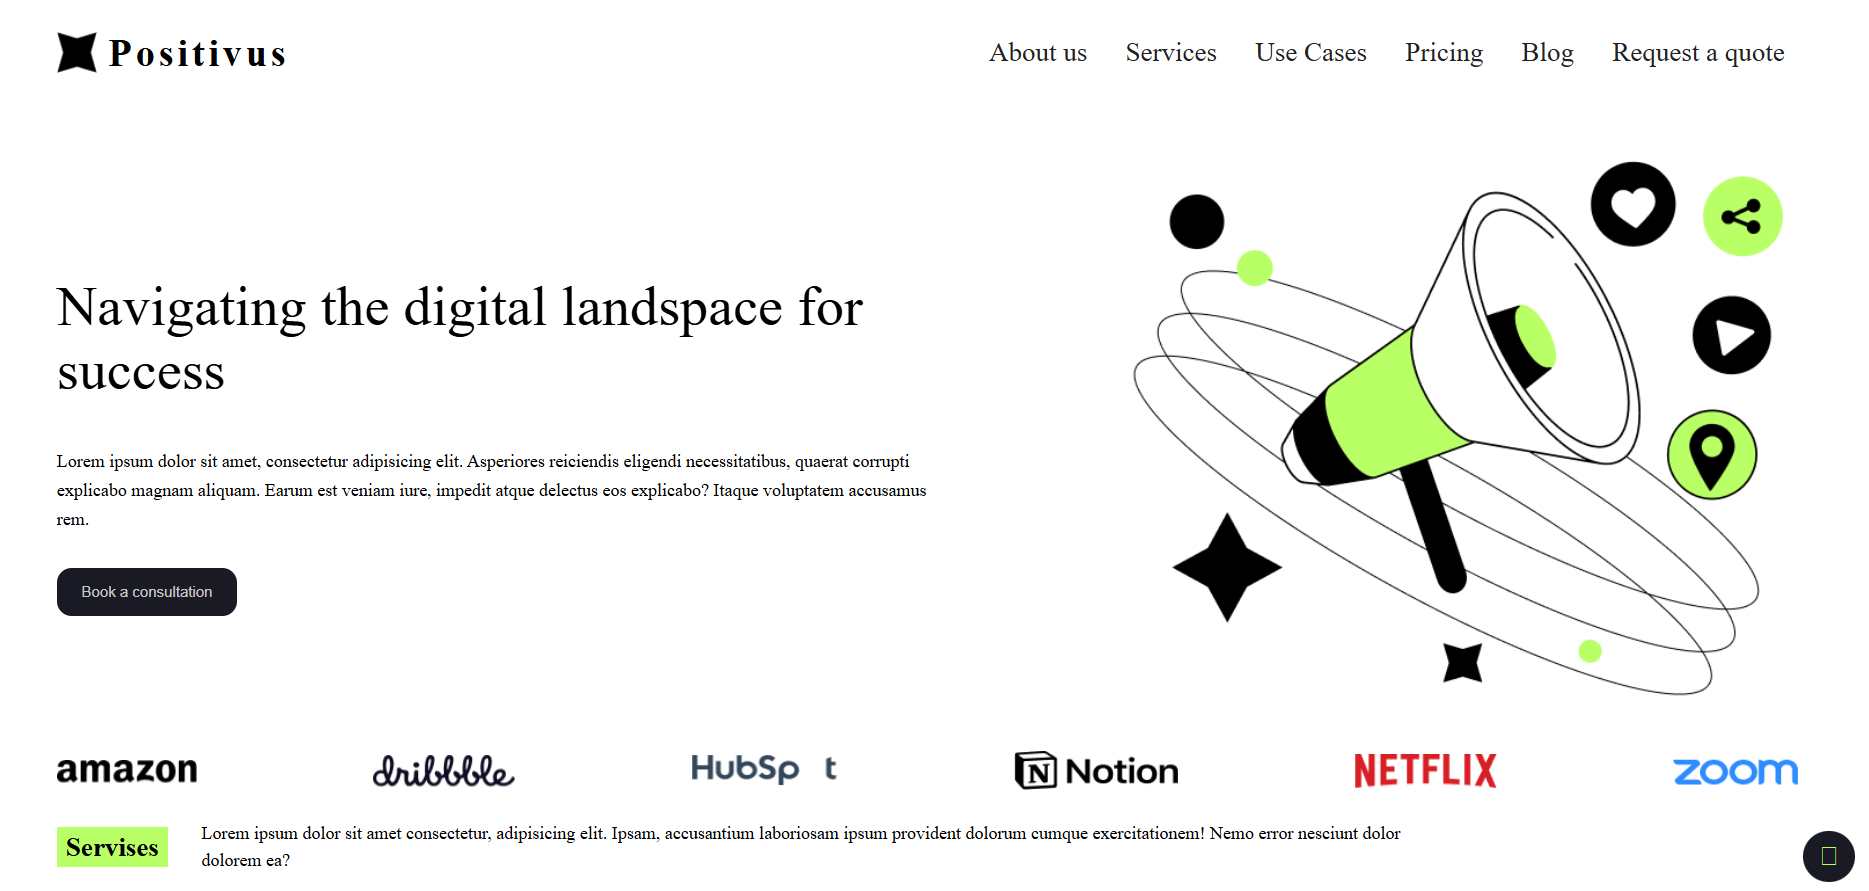 Positivus
About us Services Use Cases Pricing Blog Request a quote
Navigating the digital landspace for
success
Lorem ipsum dolor sit amet, consectetur adipisicing elit. Asperiores reiciendis eligendi necessitatibus, quaerat corrupti
explicabo magnam aliquam. Earum est veniam iure, impedit atque delectus eos explicabo? Itaque voluptatem accusamus
rem.
Book a consultation
amazon dribbble HubSp t Notion NETFLIX zoom
Servises
Lorem ipsum dolor sit amet consectetur, adipisicing elit. Ipsam, accusantium laboriosam ipsum provident dolorum cumque exercitationem! Nemo error nesciunt dolor
dolorem ea?